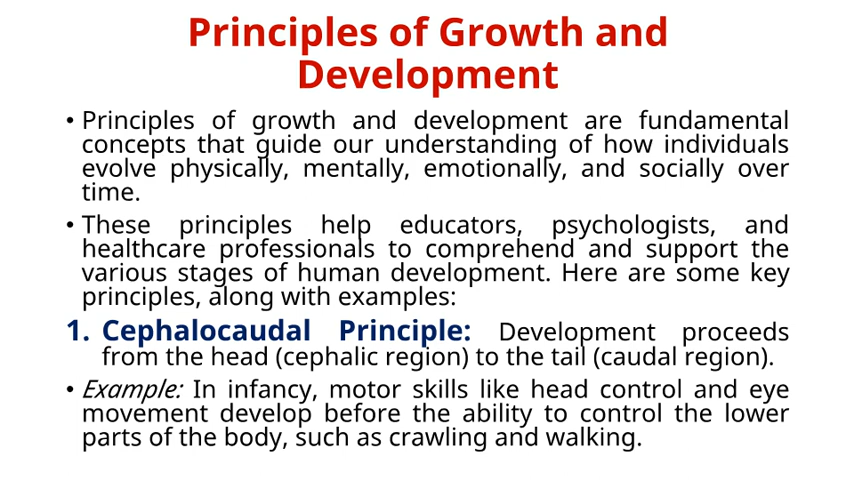 Principles of Growth and
Development
• Principles of growth and development are fundamental
concepts that guide our understanding of how individuals
evolve physically, mentally, emotionally, and socially over
time.
• These principles help educators, psychologists, and
healthcare professionals to comprehend and support the
various stages of human development. Here are some key
principles, along with examples:
1. Cephalocaudal Principle: Development proceeds
from the head (cephalic region) to the tail (caudal region).
• Example: In infancy, motor skills like head control and eye
movement develop before the ability to control the lower
parts of the body, such as crawling and walking.